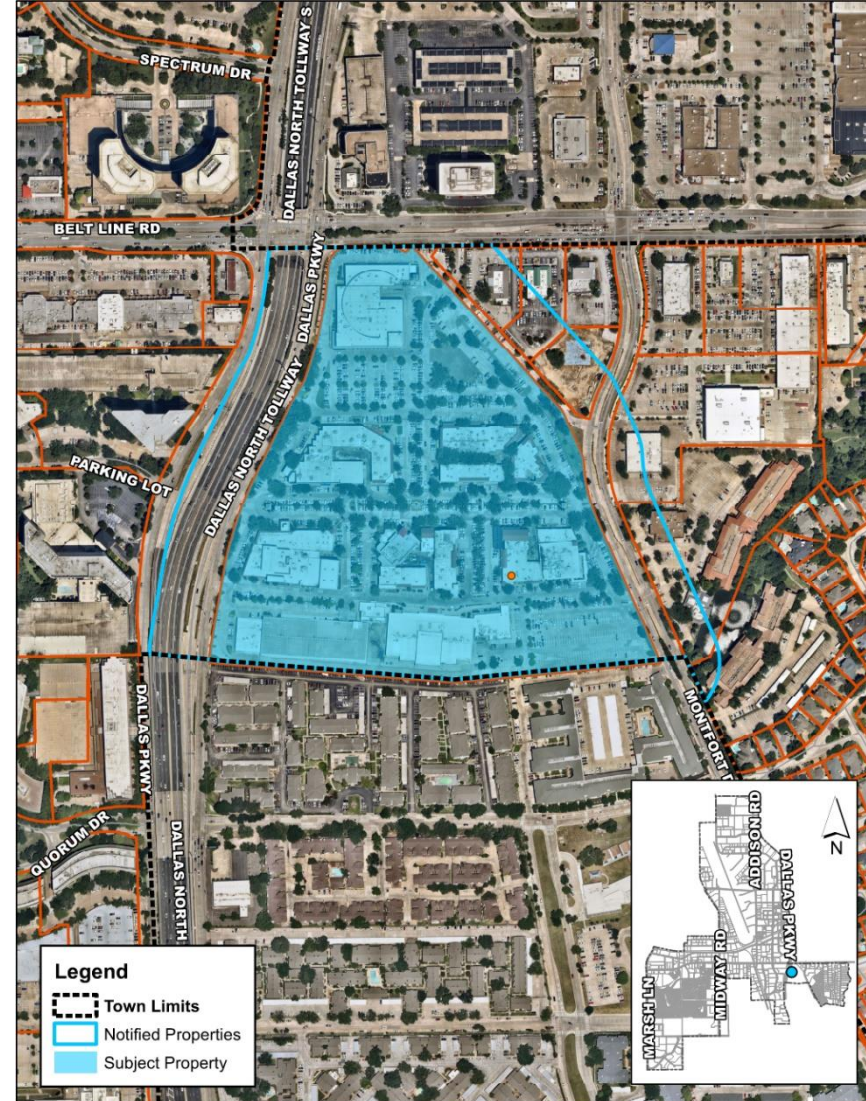 SPECTRUM DR
DALLAS NORTH TOLLWAY S
BELT LINE RD
DALLAS PKWY
DALLAS NORTH TOLLWAY
PARKING LOT
DALLAS PKWY
MONTFORT
QUORUM DR
DALLAS NORTH
Legend
Town Limits
Notified Properties
Subject Property
ADDISON RD
DALLAS PKWY
N
MIDWAY RD
MARSH LN